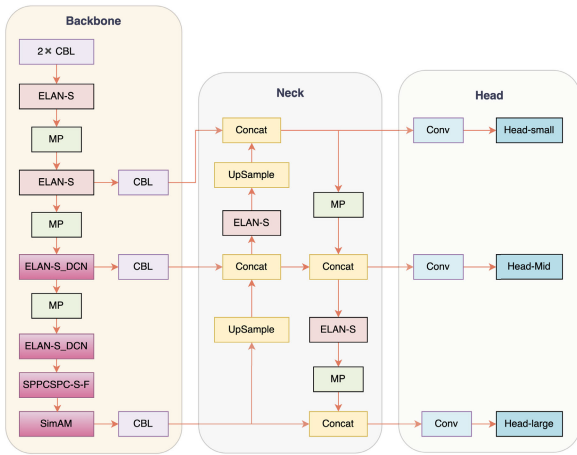 Backbone
2× CBL
ELAN-S
MP
ELAN-S
CBL
MP
ELAN-S_DCN
CBL
MP
ELAN-S_DCN
SPPCSPC-S-F
SimAM
CBL
Neck
Concat
UpSample
MP
ELAN-S
Concat
Concat
UpSample
ELAN-S
MP
Concat
Head
Conv
Head-small
Conv
Head-Mid
Conv
Head-large